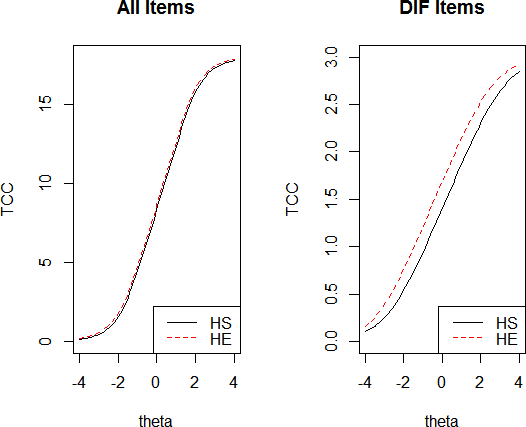 All Items
TCC
15
10
5
0
HS
HE
-4 -2 0 2 4
theta
DIF Items
TCC
3.0
2.5
2.0
1.5
1.0
0.5
0.0
HS
HE
-4 -2 0 2 4
theta